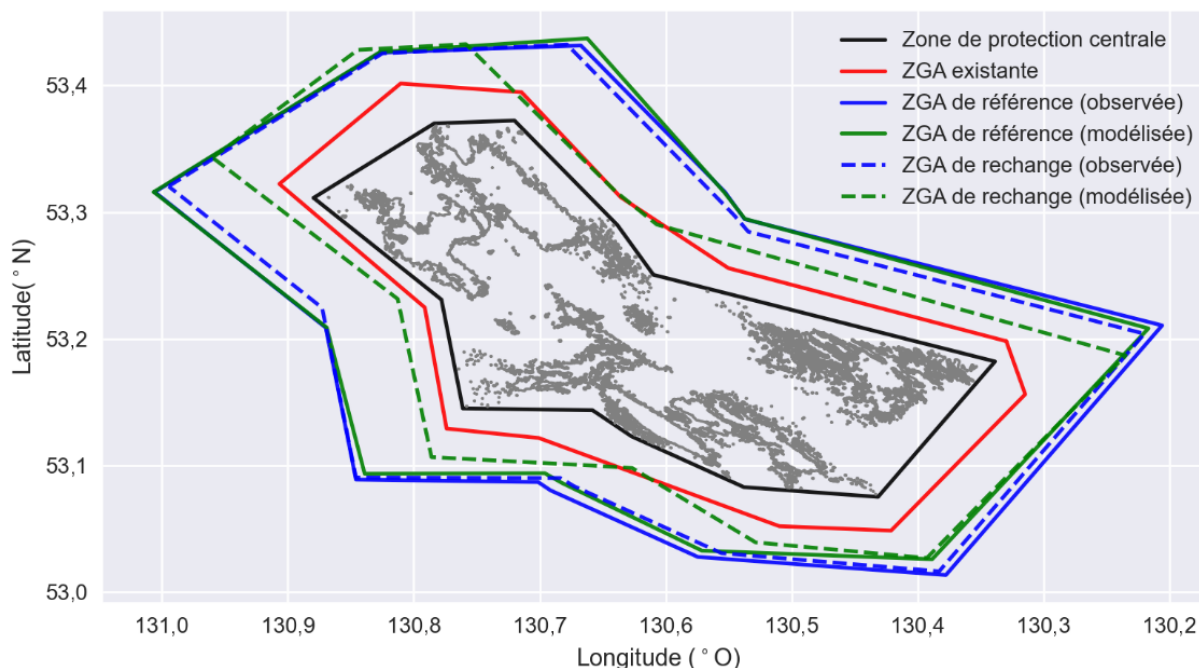 Zone de protection centrale
ZGA existante
ZGA de référence (observée)
ZGA de référence (modélisée)
ZGA de rechange (observée)
ZGA de rechange (modélisée)
Latitude(°N)
53,4
53,3
53,2
53,1
53,0
131,0 130,9 130,8 130,7 130,6 130,5 130,4 130,3 130,2
Longitude (°O)